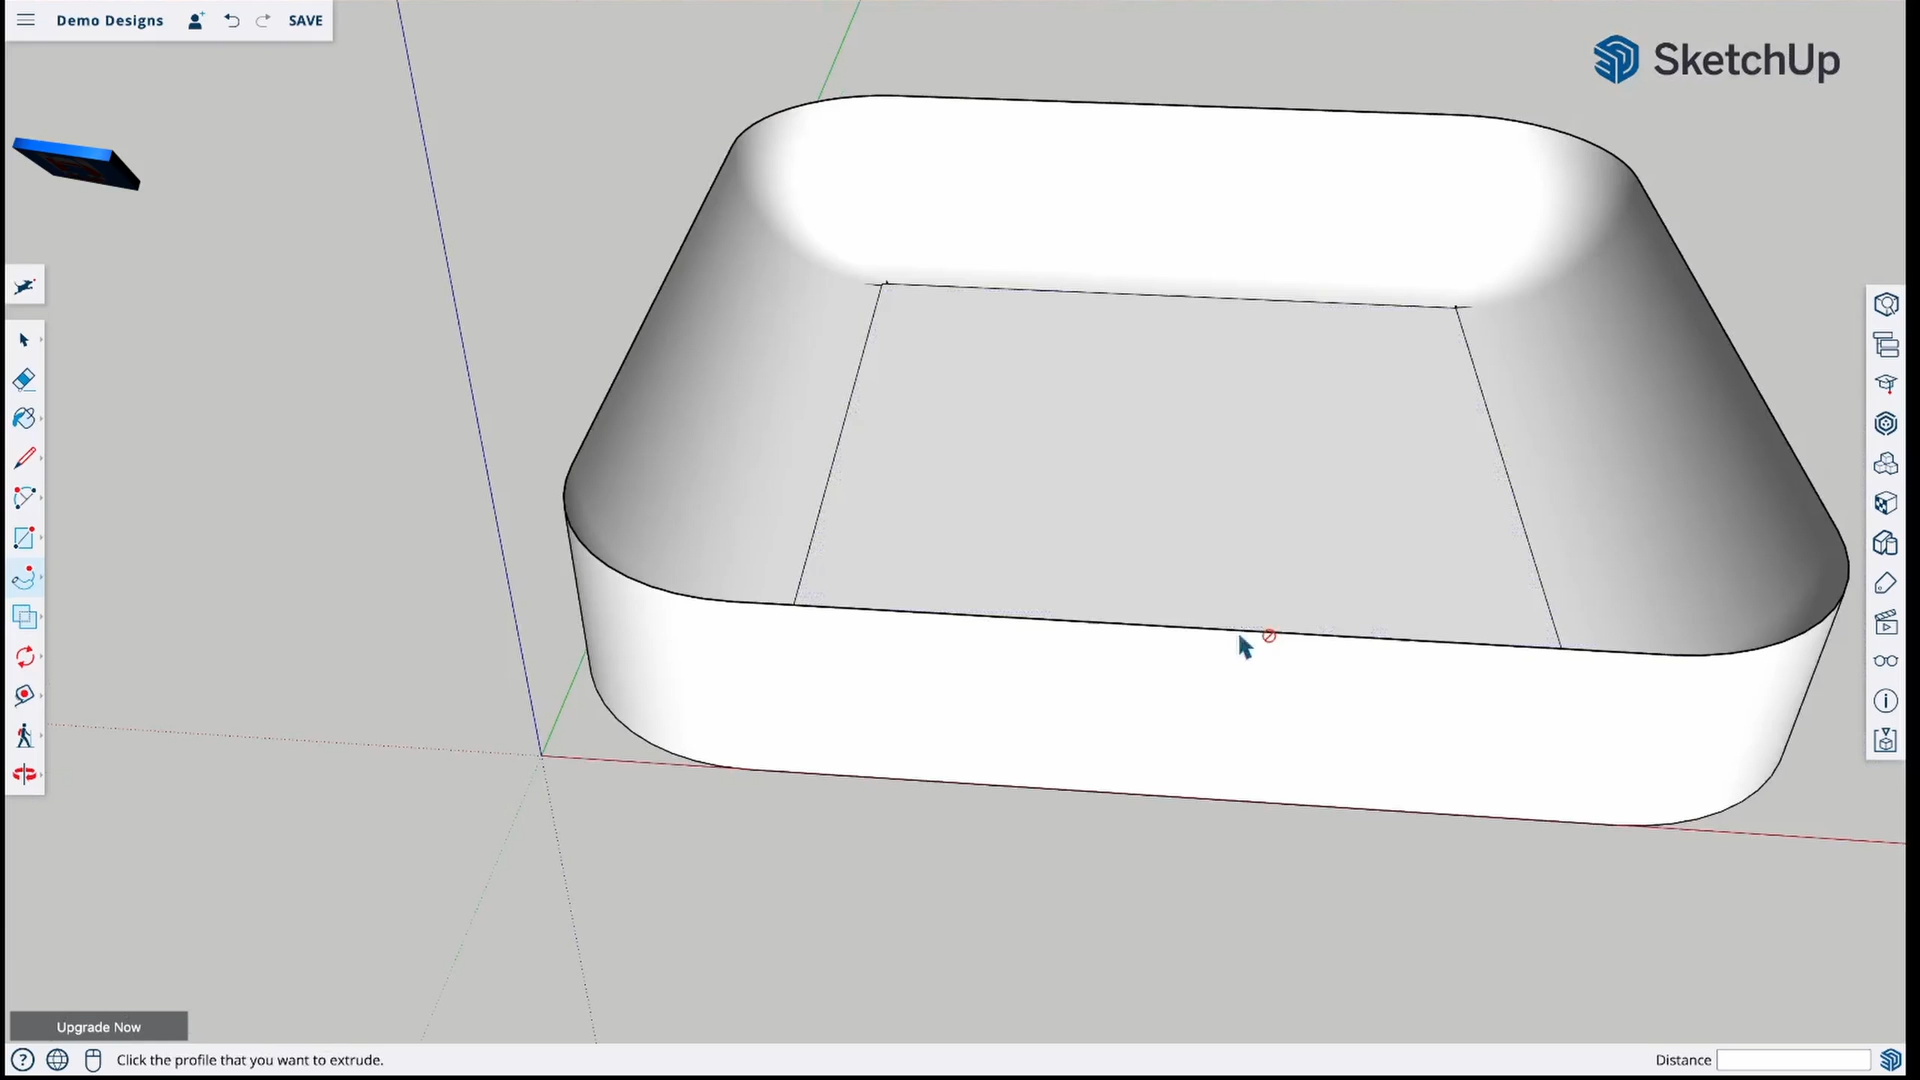 Demo Designs SAVE
SketchUp
Upgrade Now
Click the profile that you want to extrude.
Distance